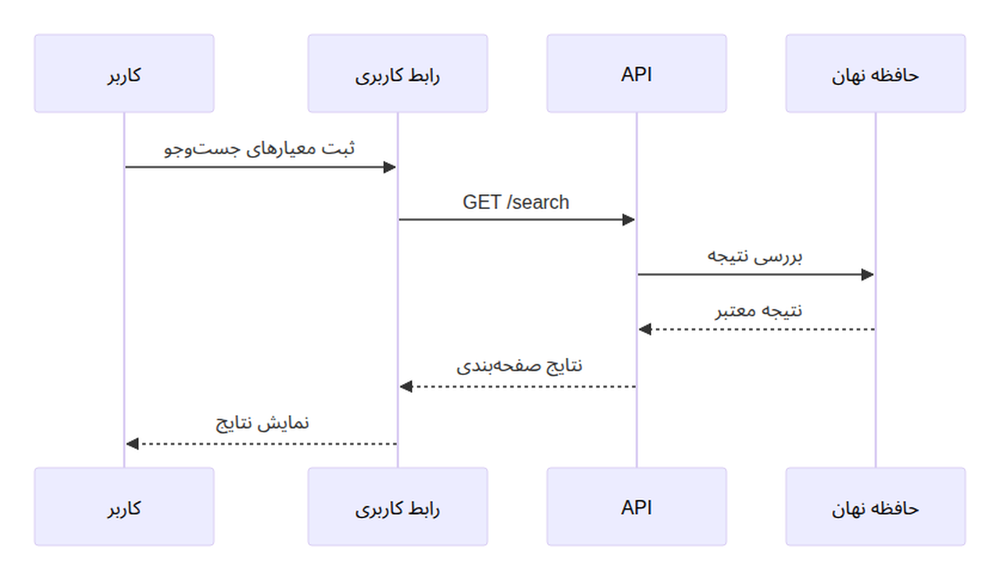 کاربر
رابط کاربری
API
حافظه نهان
ثبت معیارهای جست‌وجو
GET /search
بررسی نتیجه
نتیجه معتبر
نتایج صفحه‌بندی
نمایش نتایج
کاربر
رابط کاربری
API
حافظه نهان